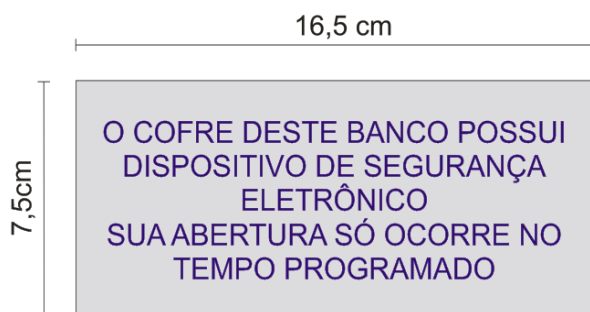 16,5 cm
7,5cm
O COFRE DESTE BANCO POSSUI
DISPOSITIVO DE SEGURANÇA
ELETRÔNICO
SUA ABERTURA SÓ OCORRE NO
TEMPO PROGRAMADO